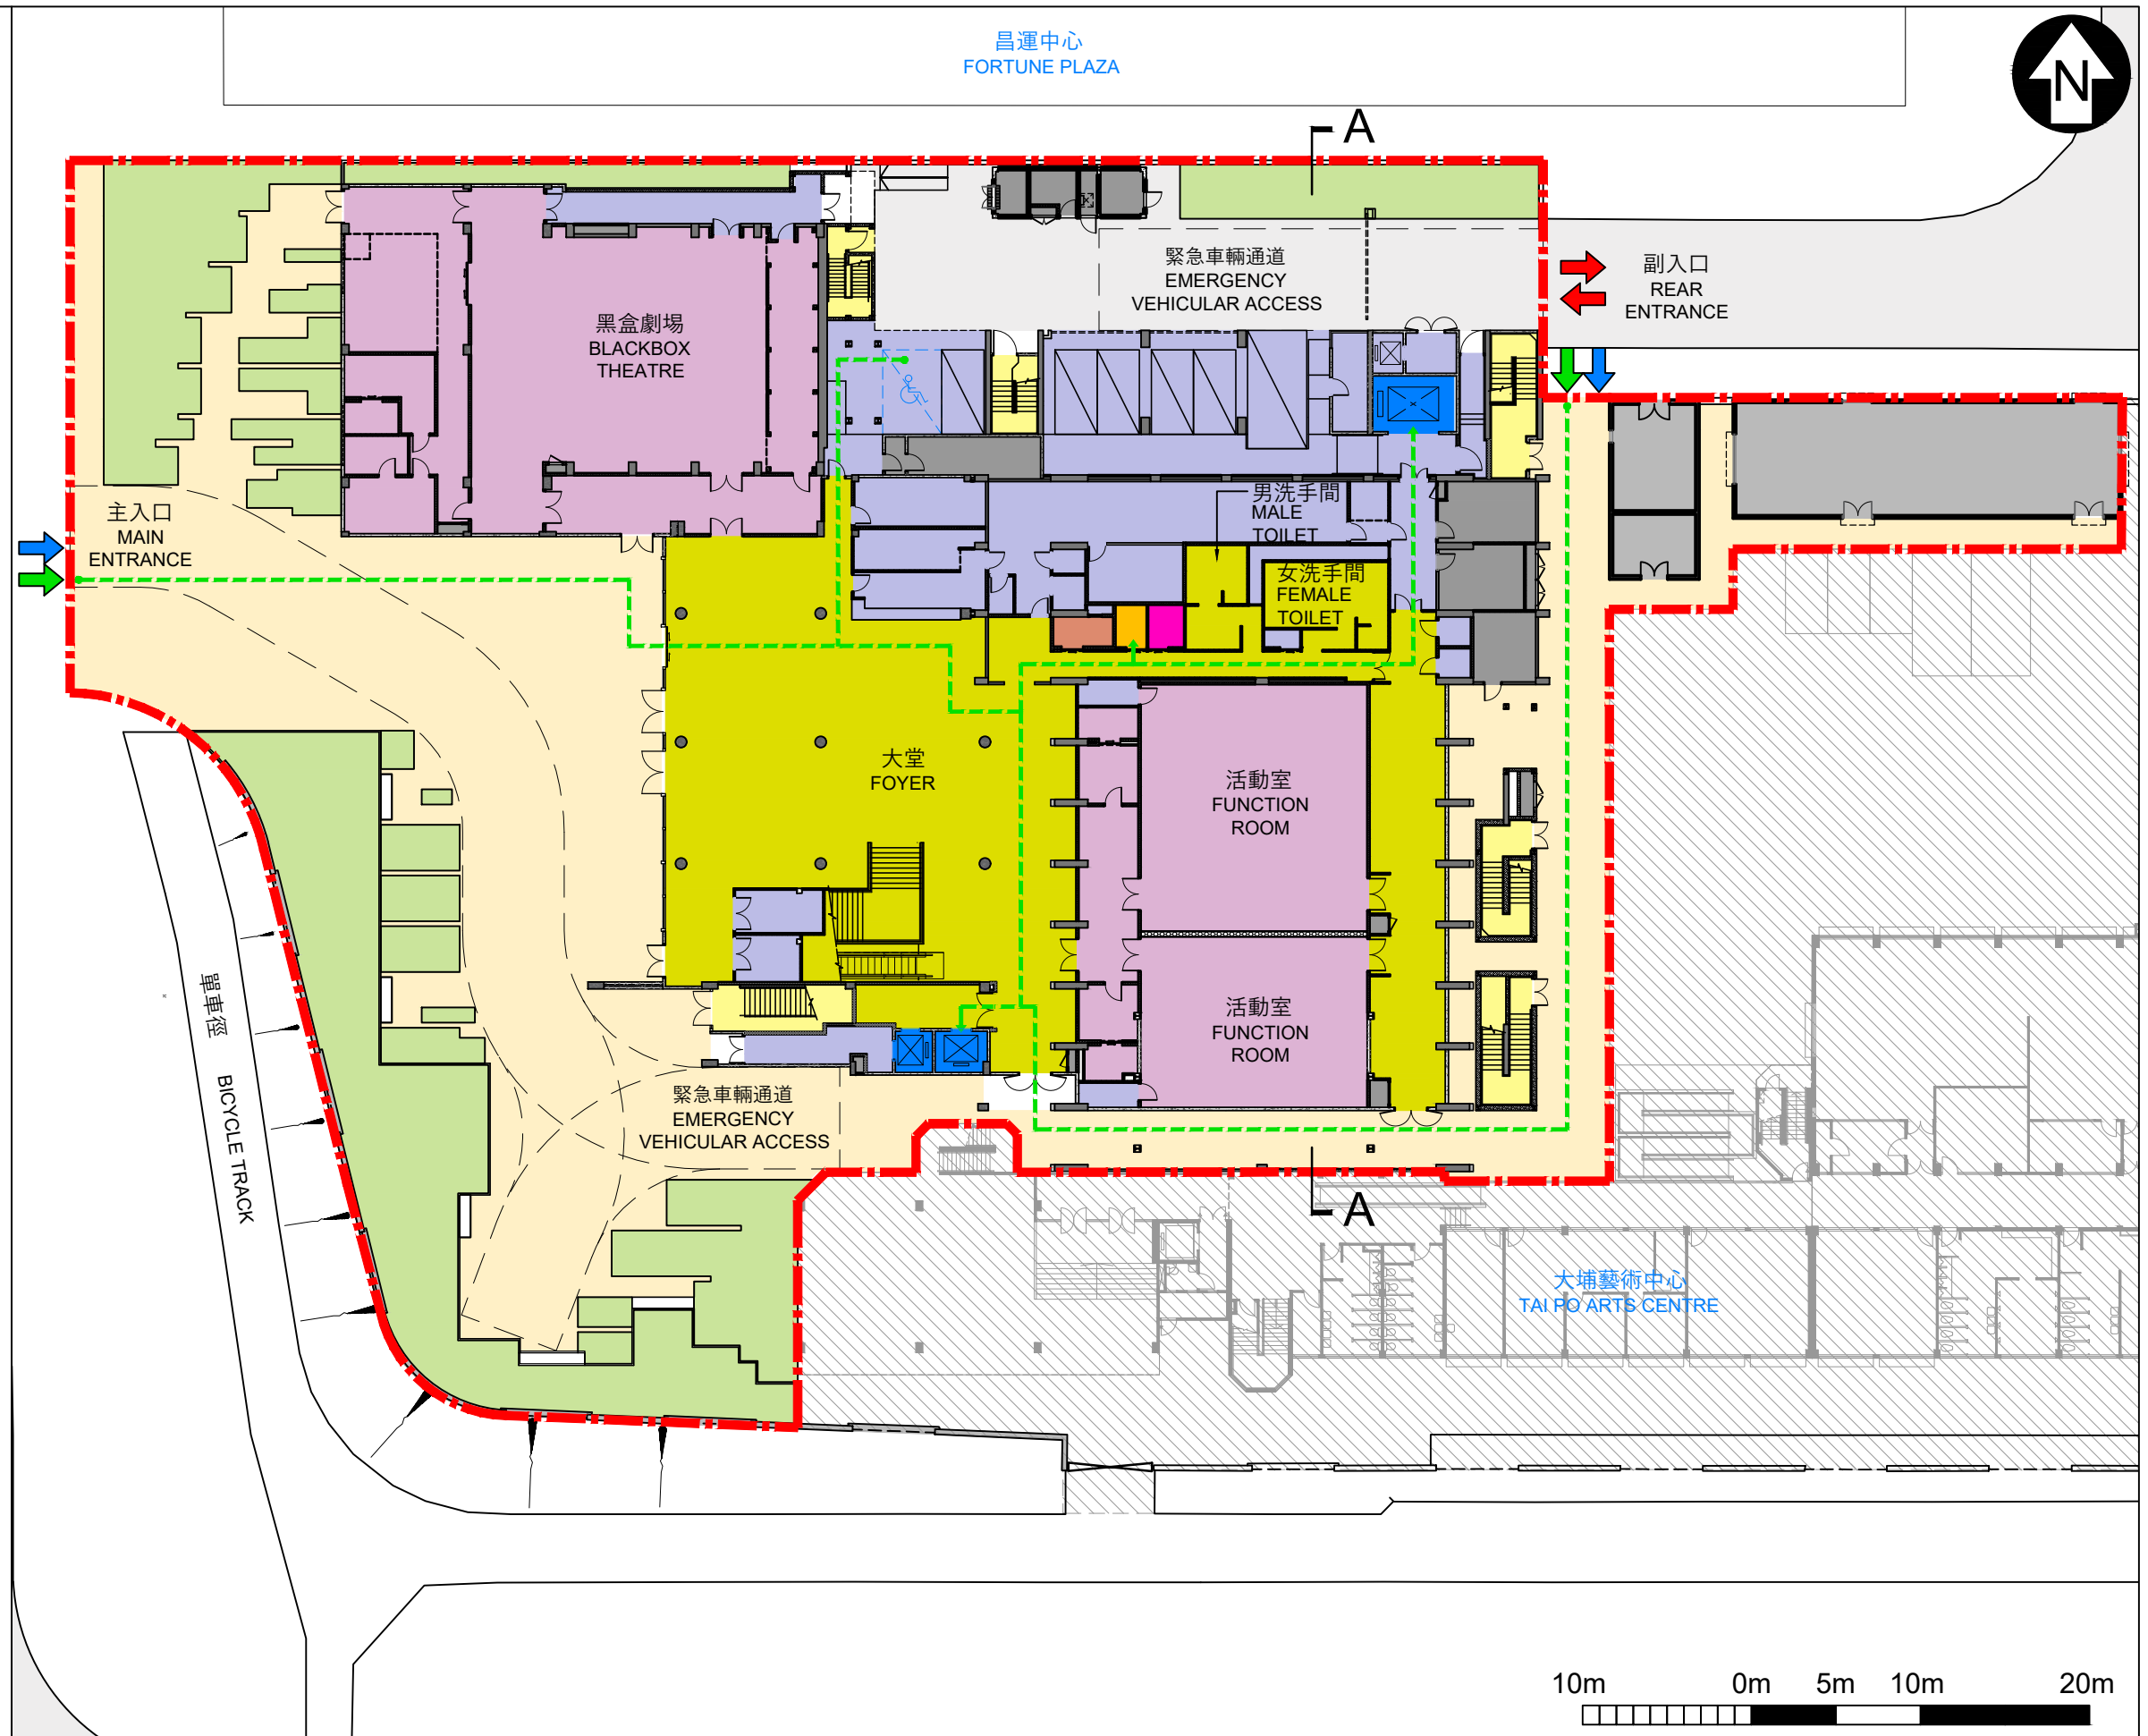 昌運中心
FORTUNE PLAZA
N
A
緊急車輛通道
EMERGENCY
VEHICULAR ACCESS
副入口
REAR
ENTRANCE
黑盒劇場
BLACKBOX
THEATRE
主入口
MAIN
ENTRANCE
男洗手間
MALE
TOILET
女洗手間
FEMALE
TOILET
大堂
FOYER
活動室
FUNCTION
ROOM
活動室
FUNCTION
ROOM
單車徑 BICYCLE TRACK
緊急車輛通道
EMERGENCY
VEHICULAR ACCESS
A
大埔藝術中心
TAI PO ARTS CENTRE
10m 0m 5m 10m 20m